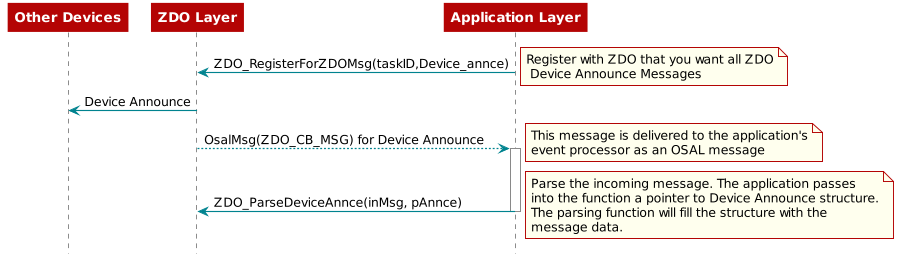 Other Devices
ZDO Layer
Application Layer
ZDO_RegisterForZDOMsg(taskID,Device_annce)
Register with ZDO that you want all ZDO
Device Announce Messages
Device Announce
OsalMsg(ZDO_CB_MSG) for Device Announce
This message is delivered to the application's
event processor as an OSAL message
ZDO_ParseDeviceAnnce(inMsg, pAnnce)
Parse the incoming message. The application passes
into the function a pointer to Device Announce structure.
The parsing function will fill the structure with the
message data.